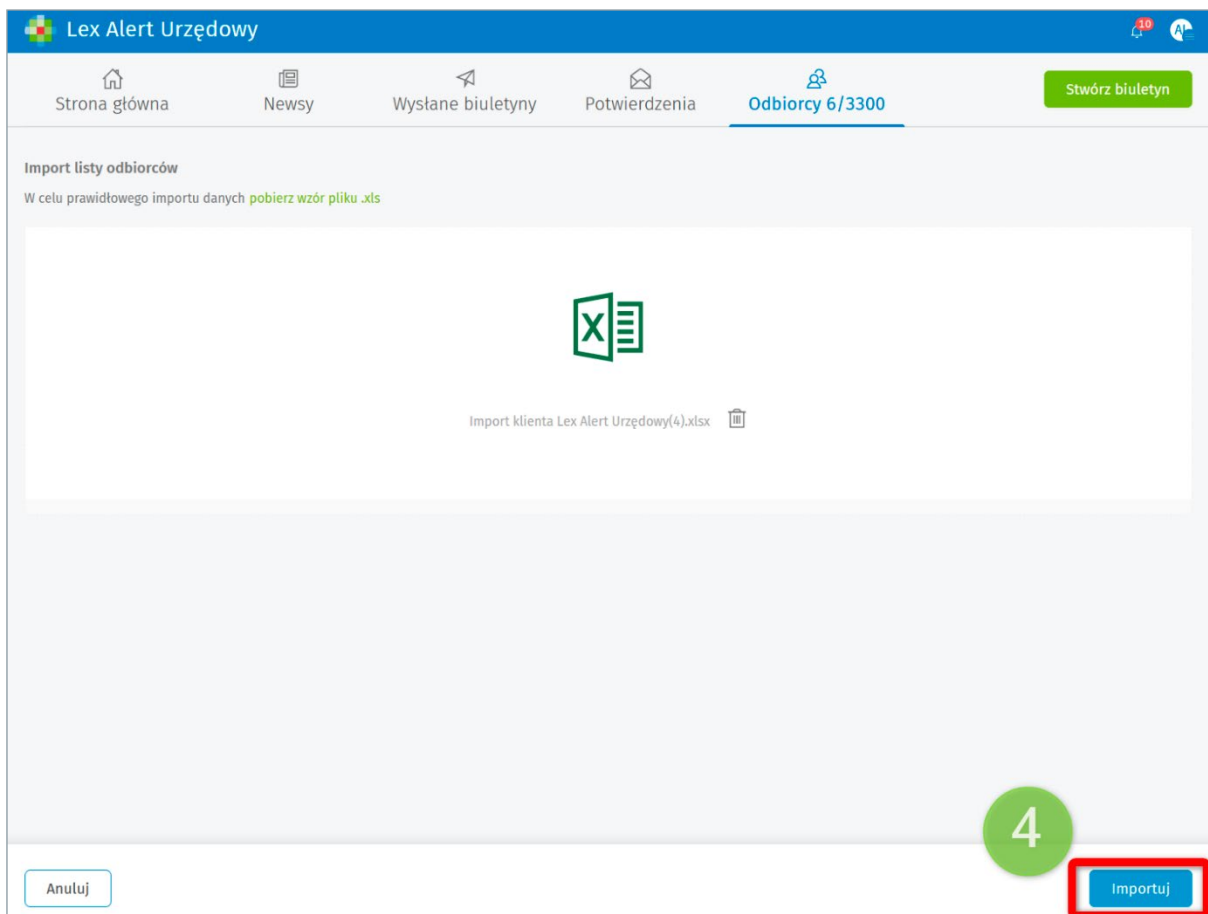 Lex Alert Urzędowy
10
Strona główna
Newsy
Wysłane biuletyny
Potwierdzenia
Odbiorcy 6/3300
Stwórz biuletyn
Import listy odbiorców
W celu prawidłowego importu danych pobierz wzór pliku .xls
X
Import klienta Lex Alert Urzędowy(4).xlsx
4
Anuluj
Importuj